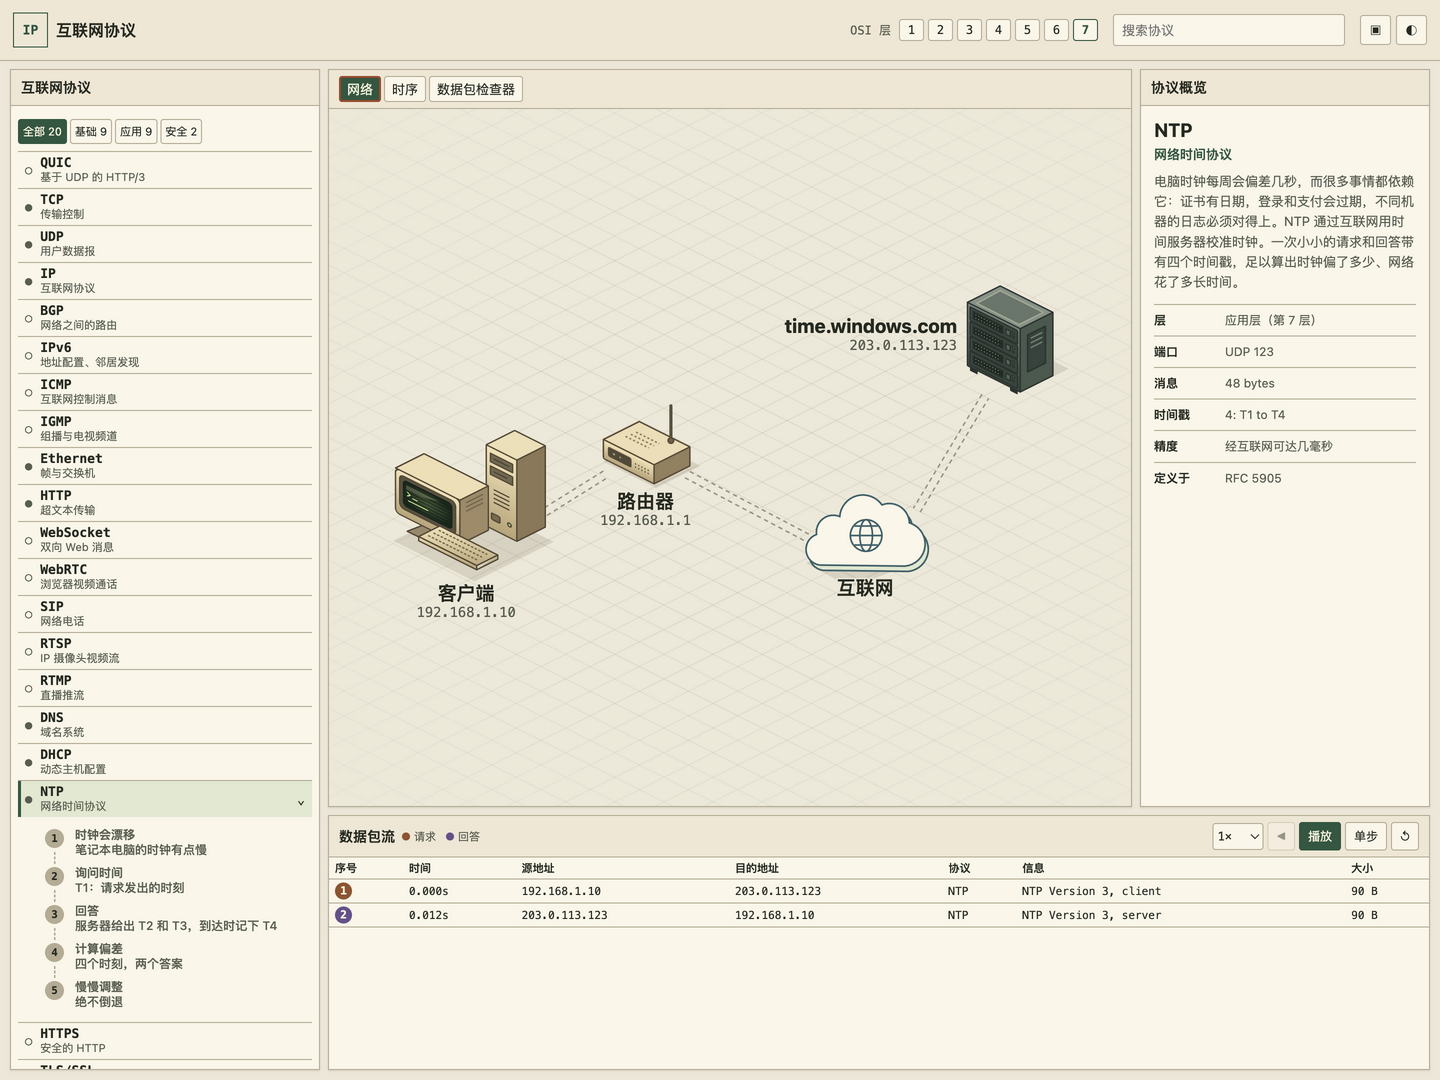 IP
互联网协议
OSI 层
1 2 3 4 5 6 7
搜索协议
互联网协议
全部 20
基础 9
应用 9
安全 2
QUIC
基于 UDP 的 HTTP/3
TCP
传输控制
UDP
用户数据报
IP
互联网协议
BGP
网络之间的路由
IPv6
地址配置、邻居发现
ICMP
互联网控制消息
IGMP
组播与电视频道
Ethernet
帧与交换机
HTTP
超文本传输
WebSocket
双向 Web 消息
WebRTC
浏览器视频通话
SIP
网络电话
RTSP
IP 摄像头视频流
RTMP
直播推流
DNS
域名系统
DHCP
动态主机配置
NTP
网络时间协议
1 时钟会漂移
笔记本电脑的时钟有点慢
2 询问时间
T1：请求发出的时刻
3 回答
服务器给出 T2 和 T3，到达时记下 T4
4 计算偏差
四个时刻，两个答案
5 慢慢调整
绝不倒退
HTTPS
安全的 HTTP
TLS/SSL
网络
时序
数据包检查器
time.windows.com
203.0.113.123
路由器
192.168.1.1
客户端
192.168.1.10
互联网
协议概览
NTP
网络时间协议
电脑时钟每周会偏差几秒，而很多事情都依赖
它：证书有日期，登录和支付会过期，不同机
器的日志必须对得上。NTP 通过互联网用时
间服务器校准时钟。一次小小的请求和回答带
有四个时间戳，足以算出时钟偏了多少、网络
花了多长时间。
层 应用层（第 7 层）
端口 UDP 123
消息 48 bytes
时间戳 4: T1 to T4
精度 经互联网可达几毫秒
定义于 RFC 5905
数据包流
请求
回答
1×
播放
单步
序号 时间 源地址 目的地址 协议 信息 大小
1 0.000s 192.168.1.10 203.0.113.123 NTP NTP Version 3, client 90 B
2 0.012s 203.0.113.123 192.168.1.10 NTP NTP Version 3, server 90 B